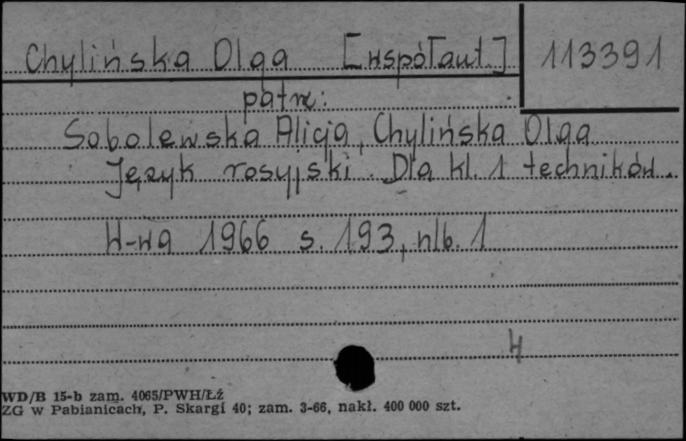 Chylińska Olga [współaut.] 113391
patrz:
Sobolewska Alicja, Chylińska Olga
Język rosyjski. Dla kl. 1 techników.
W-wa 1966 s. 193, nlb. 1
4
WD/B 15-b zam. 4065/PWH/Łź
ZG w Pabianicach, P. Skargi 40; zam. 3-66, nakł. 400 000 szt.